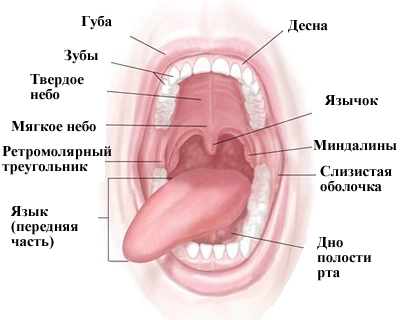 Губа
Десна
Зубы
Твердое
небо
Язычок
Мягкое небо
Миндалины
Ретромолярный
треугольник
Слизистая
оболочка
Язык
(передняя
часть)
Дно
полости
рта